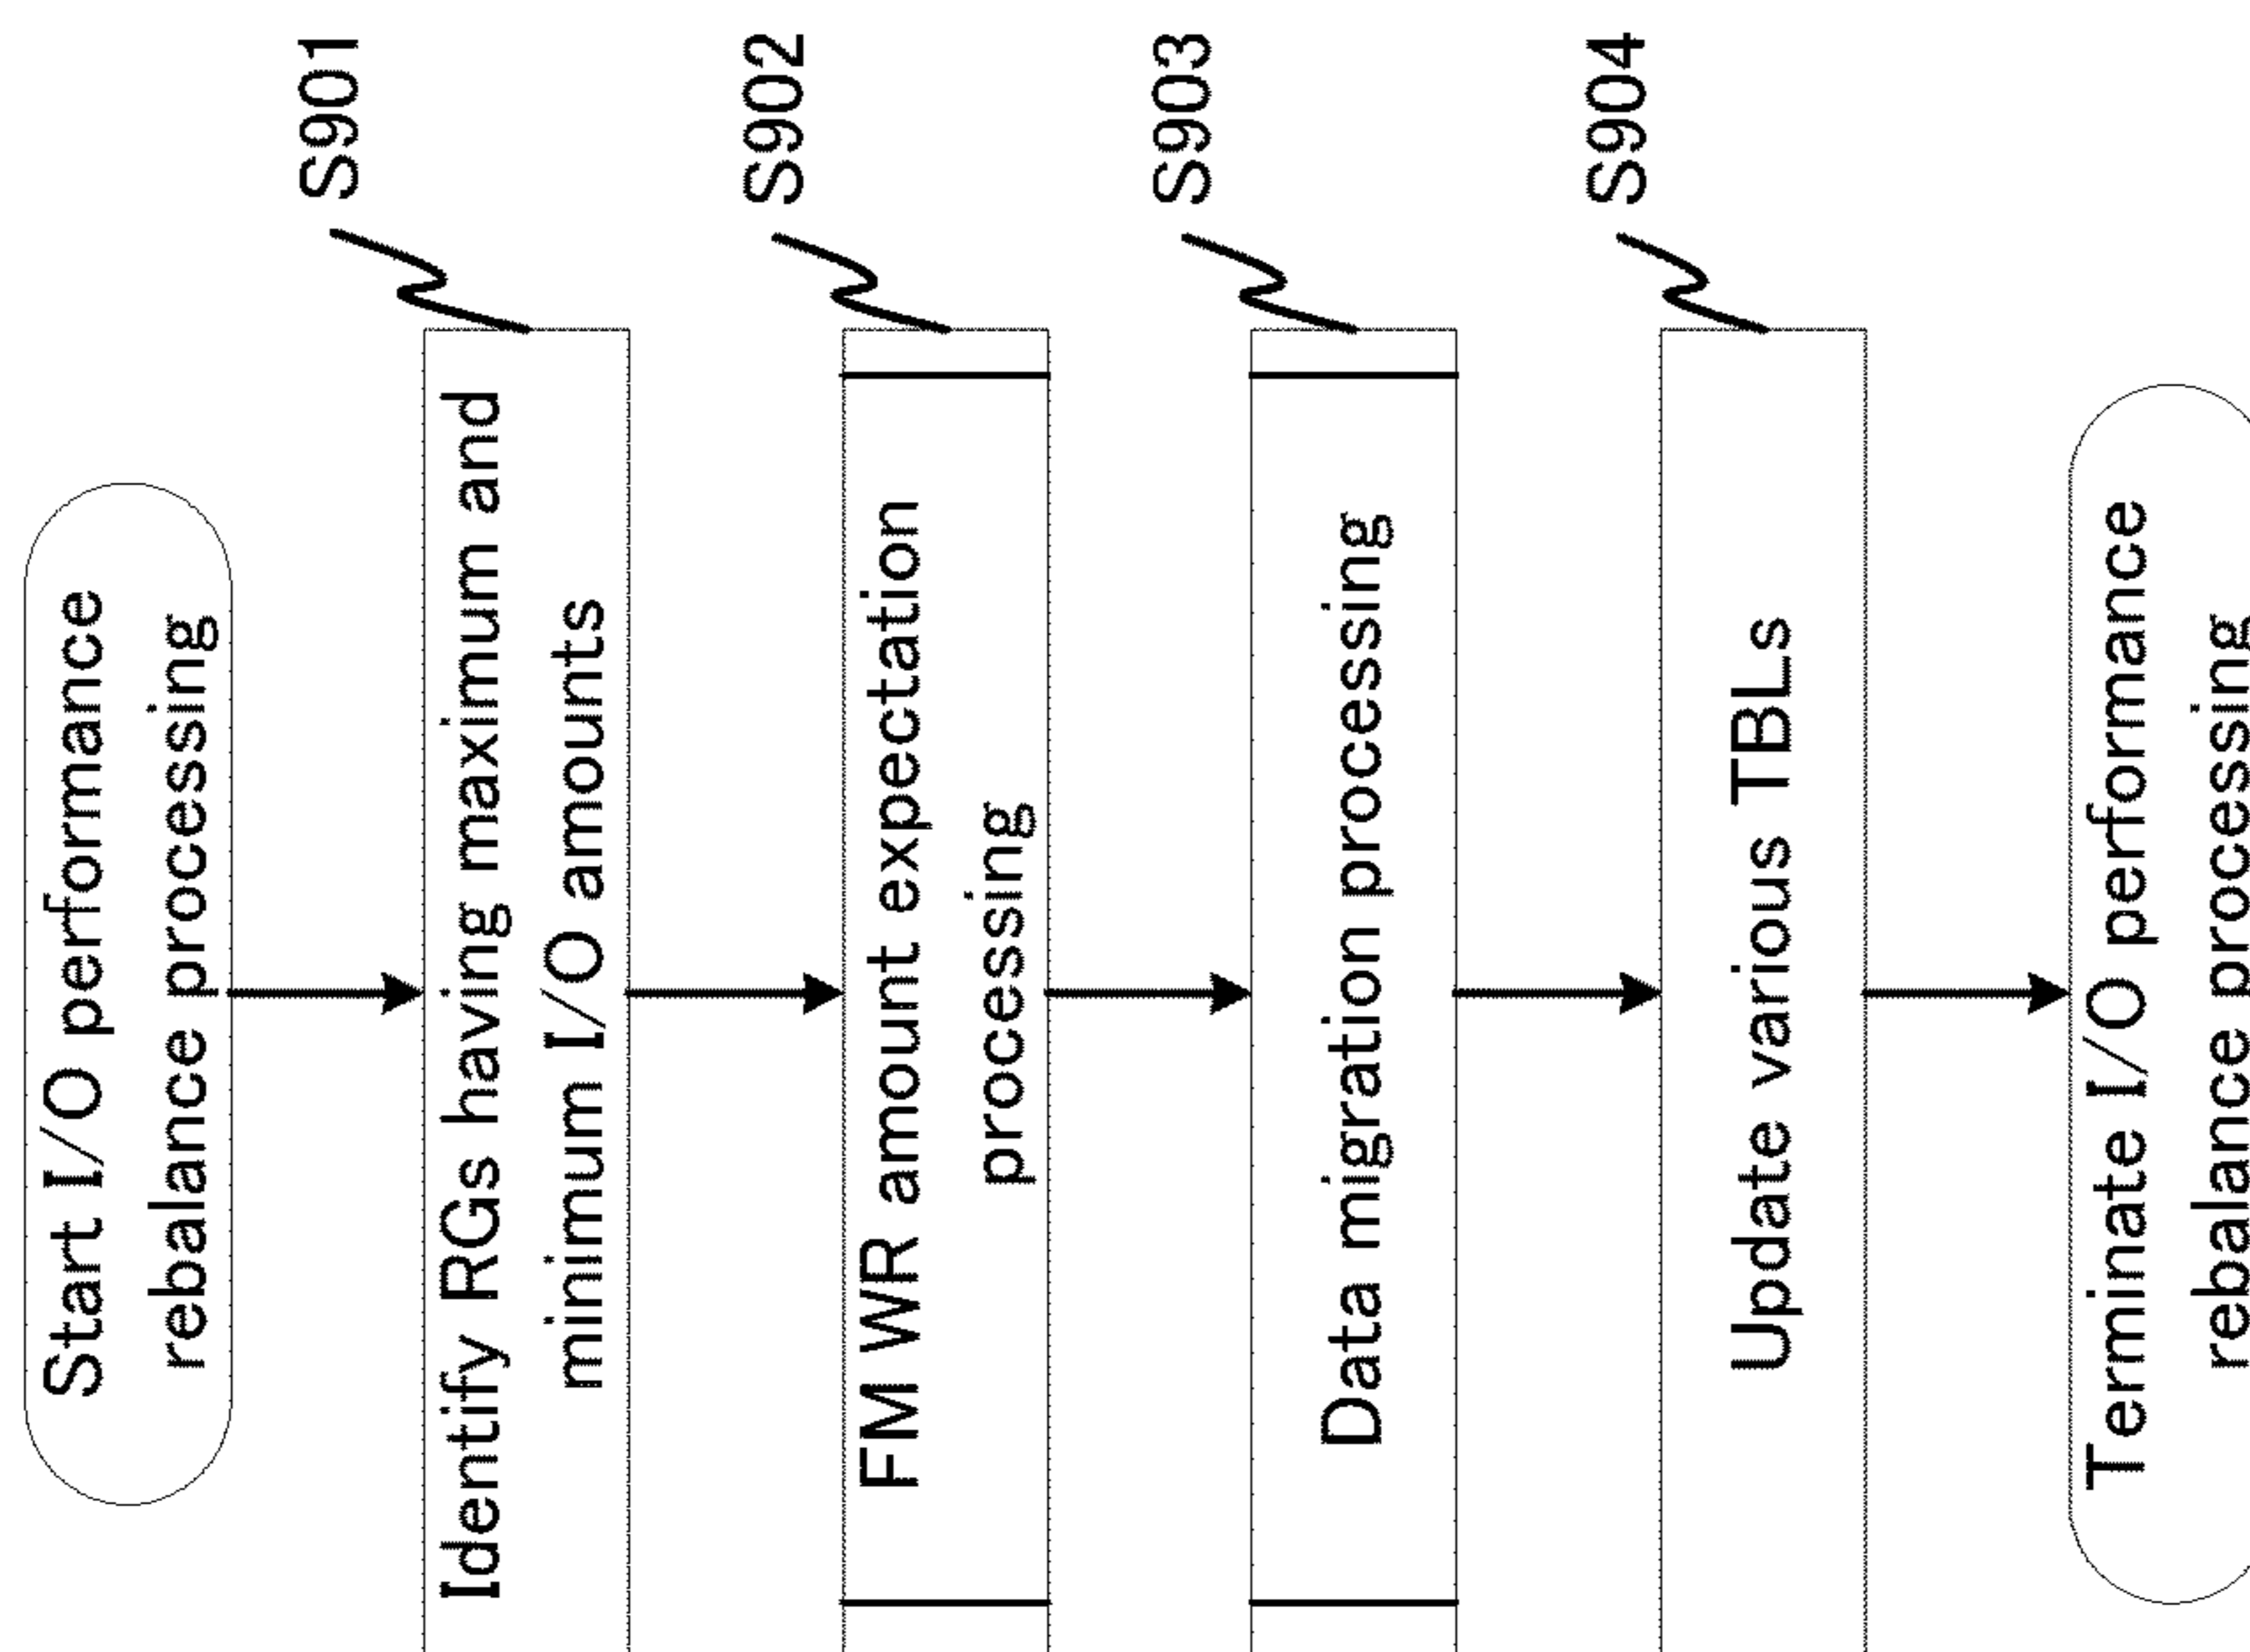 Start I/O performance
rebalance processing
S901
Identify RGs having maximum and
minimum I/O amounts
S902
FM WR amount expectation
processing
S903
Data migration processing
S904
Update various TBLs
Terminate I/O performance
rebalance processing